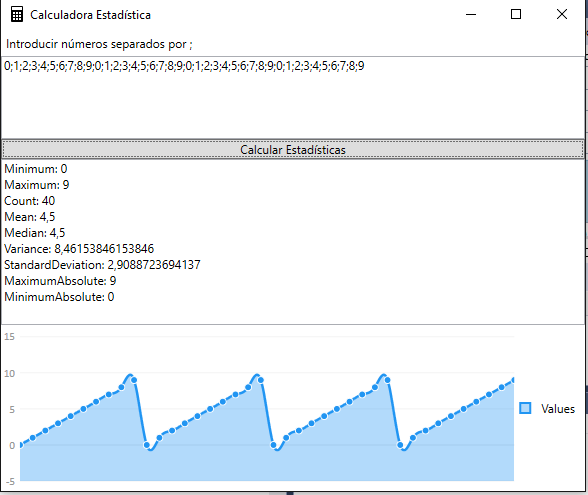 Calculadora Estadística
Introducir números separados por ;
0;1;2;3;4;5;6;7;8;9;0;1;2;3;4;5;6;7;8;9;0;1;2;3;4;5;6;7;8;9;0;1;2;3;4;5;6;7;8;9
Calcular Estadísticas
Minimum: 0
Maximum: 9
Count: 40
Mean: 4,5
Median: 4,5
Variance: 8,46153846153846
StandardDeviation: 2,9088723694137
MaximumAbsolute: 9
MinimumAbsolute: 0
15
10
5
0
-5
Values